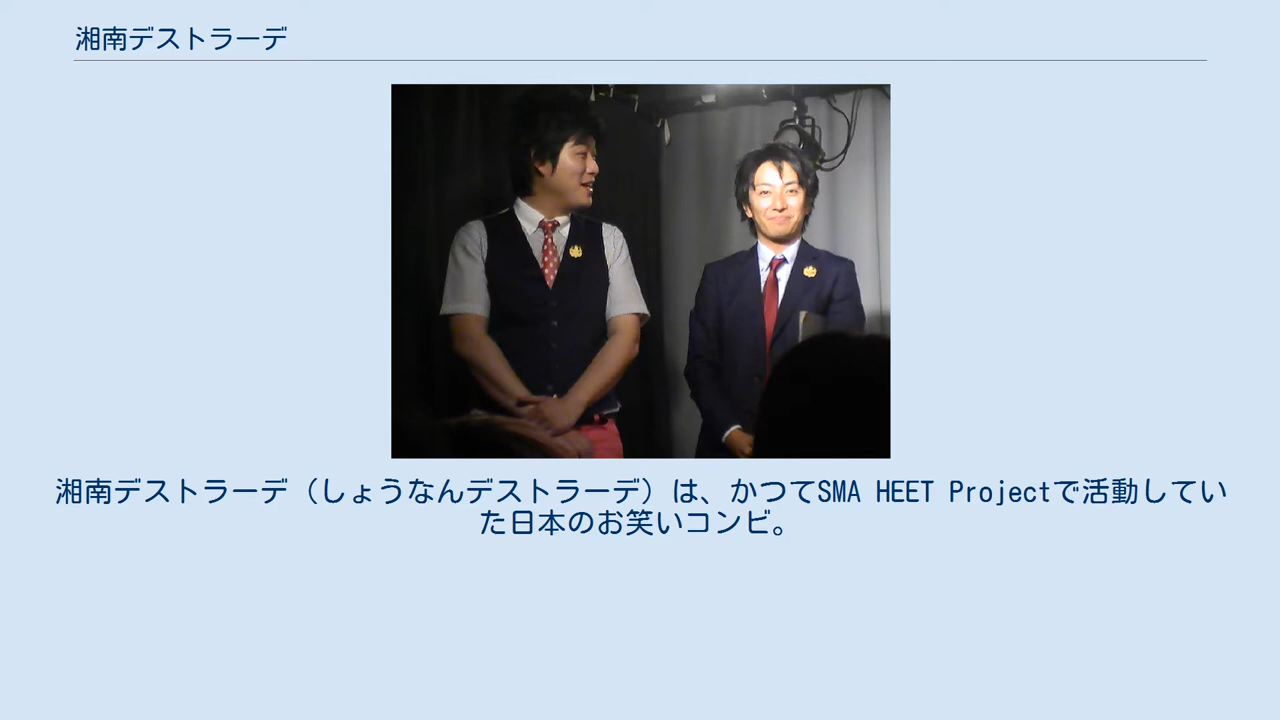 湘南デストラーデ
湘南デストラーデ（しょうなんデストラーデ）は、かつてSMA HEET Projectで活動してい
た日本のお笑いコンビ。